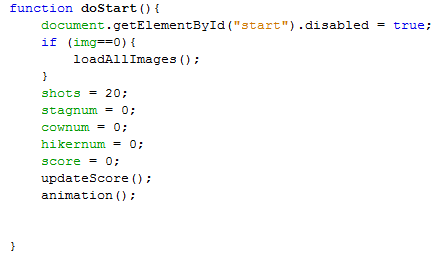 function doStart(){
    document.getElementById("start").disabled = true;
    if (img==0){
        loadAllImages();
    }
    shots = 20;
    stagnum = 0;
    cownum = 0;
    hikernum = 0;
    score = 0;
    updateScore();
    animation();
}